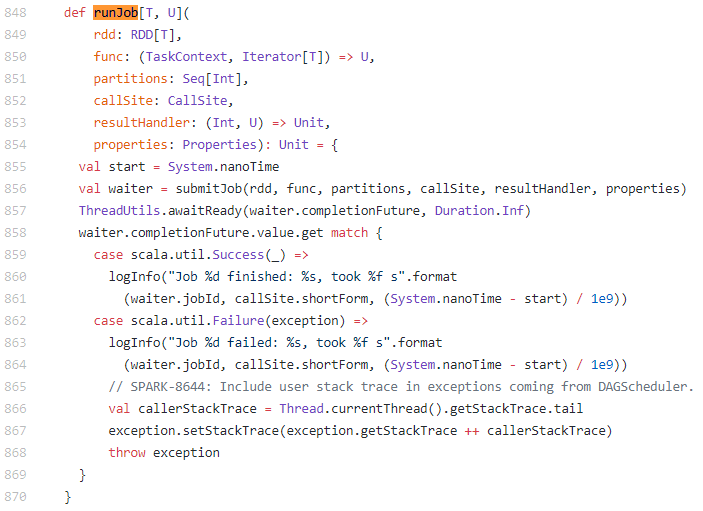 848 def runJob[T, U](
849 rdd: RDD[T],
850 func: (TaskContext, Iterator[T]) => U,
851 partitions: Seq[Int],
852 callSite: CallSite,
853 resultHandler: (Int, U) => Unit,
854 properties: Properties): Unit = {
855 val start = System.nanoTime
856 val waiter = submitJob(rdd, func, partitions, callSite, resultHandler, properties)
857 ThreadUtils.awaitReady(waiter.completionFuture, Duration.Inf)
858 waiter.completionFuture.value.get match {
859 case scala.util.Success(_) =>
860 logInfo("Job %d finished: %s, took %f s".format
861 (waiter.jobId, callSite.shortForm, (System.nanoTime - start) / 1e9))
862 case scala.util.Failure(exception) =>
863 logInfo("Job %d failed: %s, took %f s".format
864 (waiter.jobId, callSite.shortForm, (System.nanoTime - start) / 1e9))
865 // SPARK-8644: Include user stack trace in exceptions coming from DAGScheduler.
866 val callerStackTrace = Thread.currentThread().getStackTrace.tail
867 exception.setStackTrace(exception.getStackTrace ++ callerStackTrace)
868 throw exception
869 }
870 }